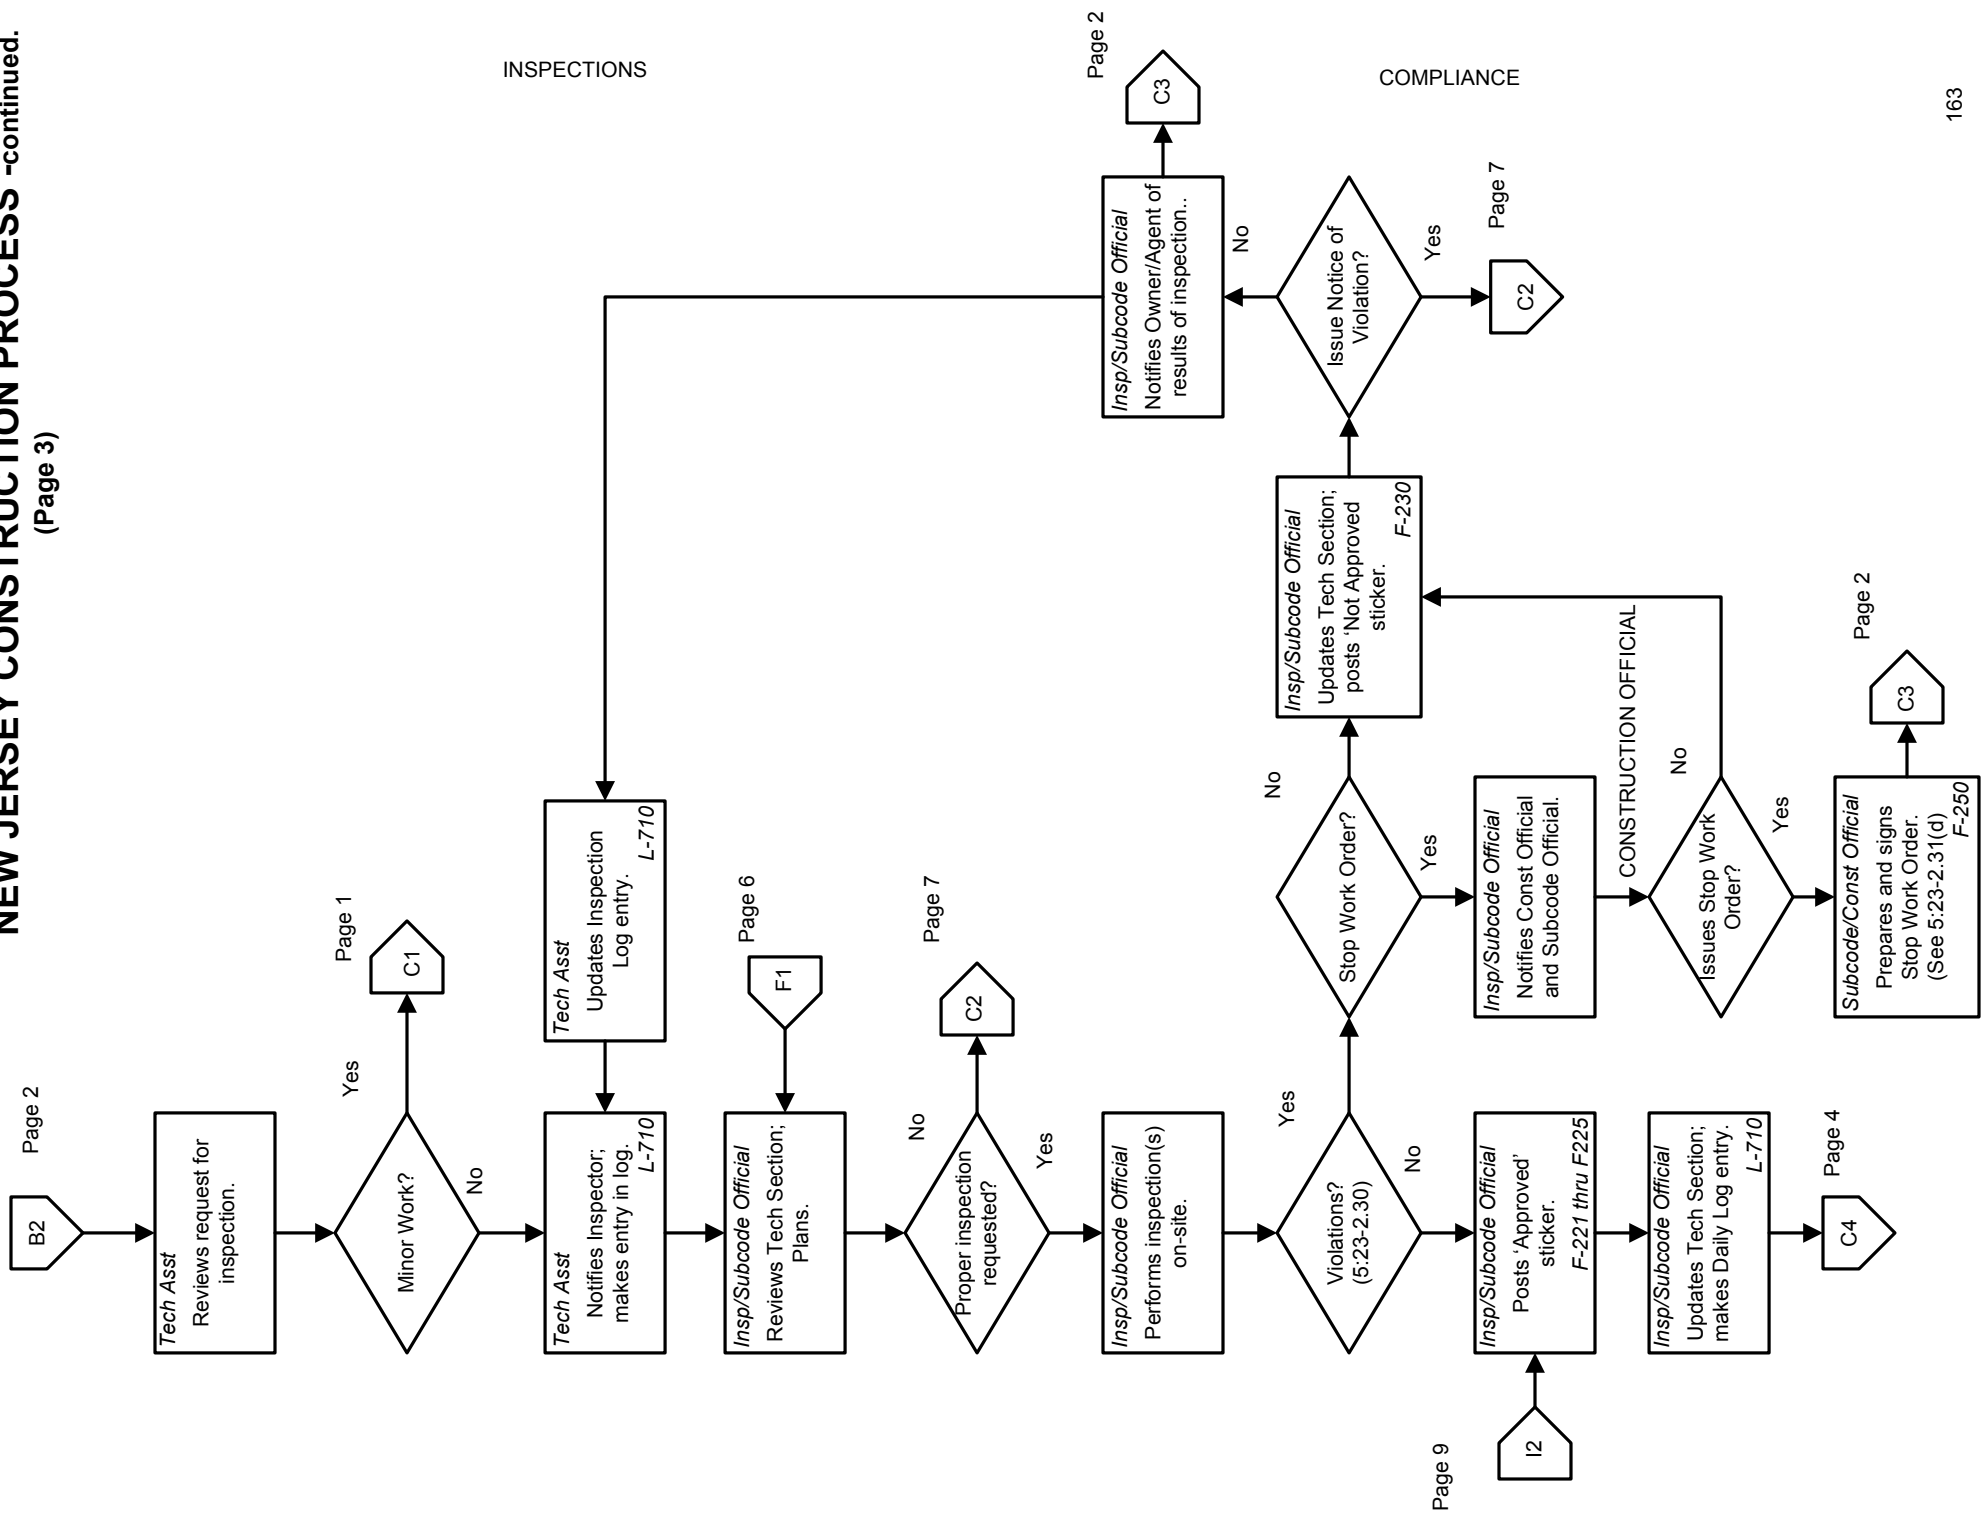 NEW JERSEY CONSTRUCTION PROCESS -continued.
(Page 3)
INSPECTIONS
Page 2
B2
Tech Asst
Reviews request for
inspection.
Minor Work?
Yes
Page 1
C1
No
Tech Asst
Notifies Inspector;
makes entry in log.
L-710
Tech Asst
Updates Inspection
Log entry.
L-710
Insp/Subcode Official
Reviews Tech Section;
Plans.
Page 6
F1
Proper inspection
requested?
No
Page 7
C2
Yes
Insp/Subcode Official
Performs inspection(s)
on-site.
Insp/Subcode Official
Notifies Owner/Agent of
results of inspection..
Page 2
C3
COMPLIANCE
Violations?
(5:23-2.30)
Yes
No
Stop Work Order?
No
Yes
Insp/Subcode Official
Updates Tech Section;
posts ‘Not Approved
sticker.
F-230
Issue Notice of
Violation?
No
Yes
Page 7
C2
Page 9
I2
Insp/Subcode Official
Posts ‘Approved’
sticker.
F-221 thru F225
Insp/Subcode Official
Notifies Const Official
and Subcode Official.
CONSTRUCTION OFFICIAL
Insp/Subcode Official
Updates Tech Section;
makes Daily Log entry.
L-710
Issues Stop Work
Order?
No
Yes
Page 4
C4
Subcode/Const Official
Prepares and signs
Stop Work Order.
(See 5:23-2.31(d)
F-250
Page 2
C3
163